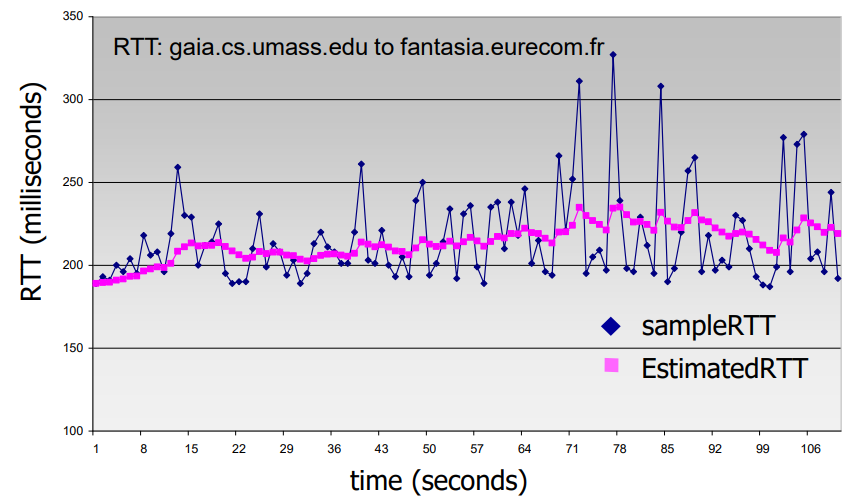 350
RTT: gaia.cs.umass.edu to fantasia.eurecom.fr
300
250
200
150
100
RTT (milliseconds)
sampleRTT
EstimatedRTT
1 8 15 22 29 36 43 50 57 64 71 78 85 92 99 106
time (seconds)